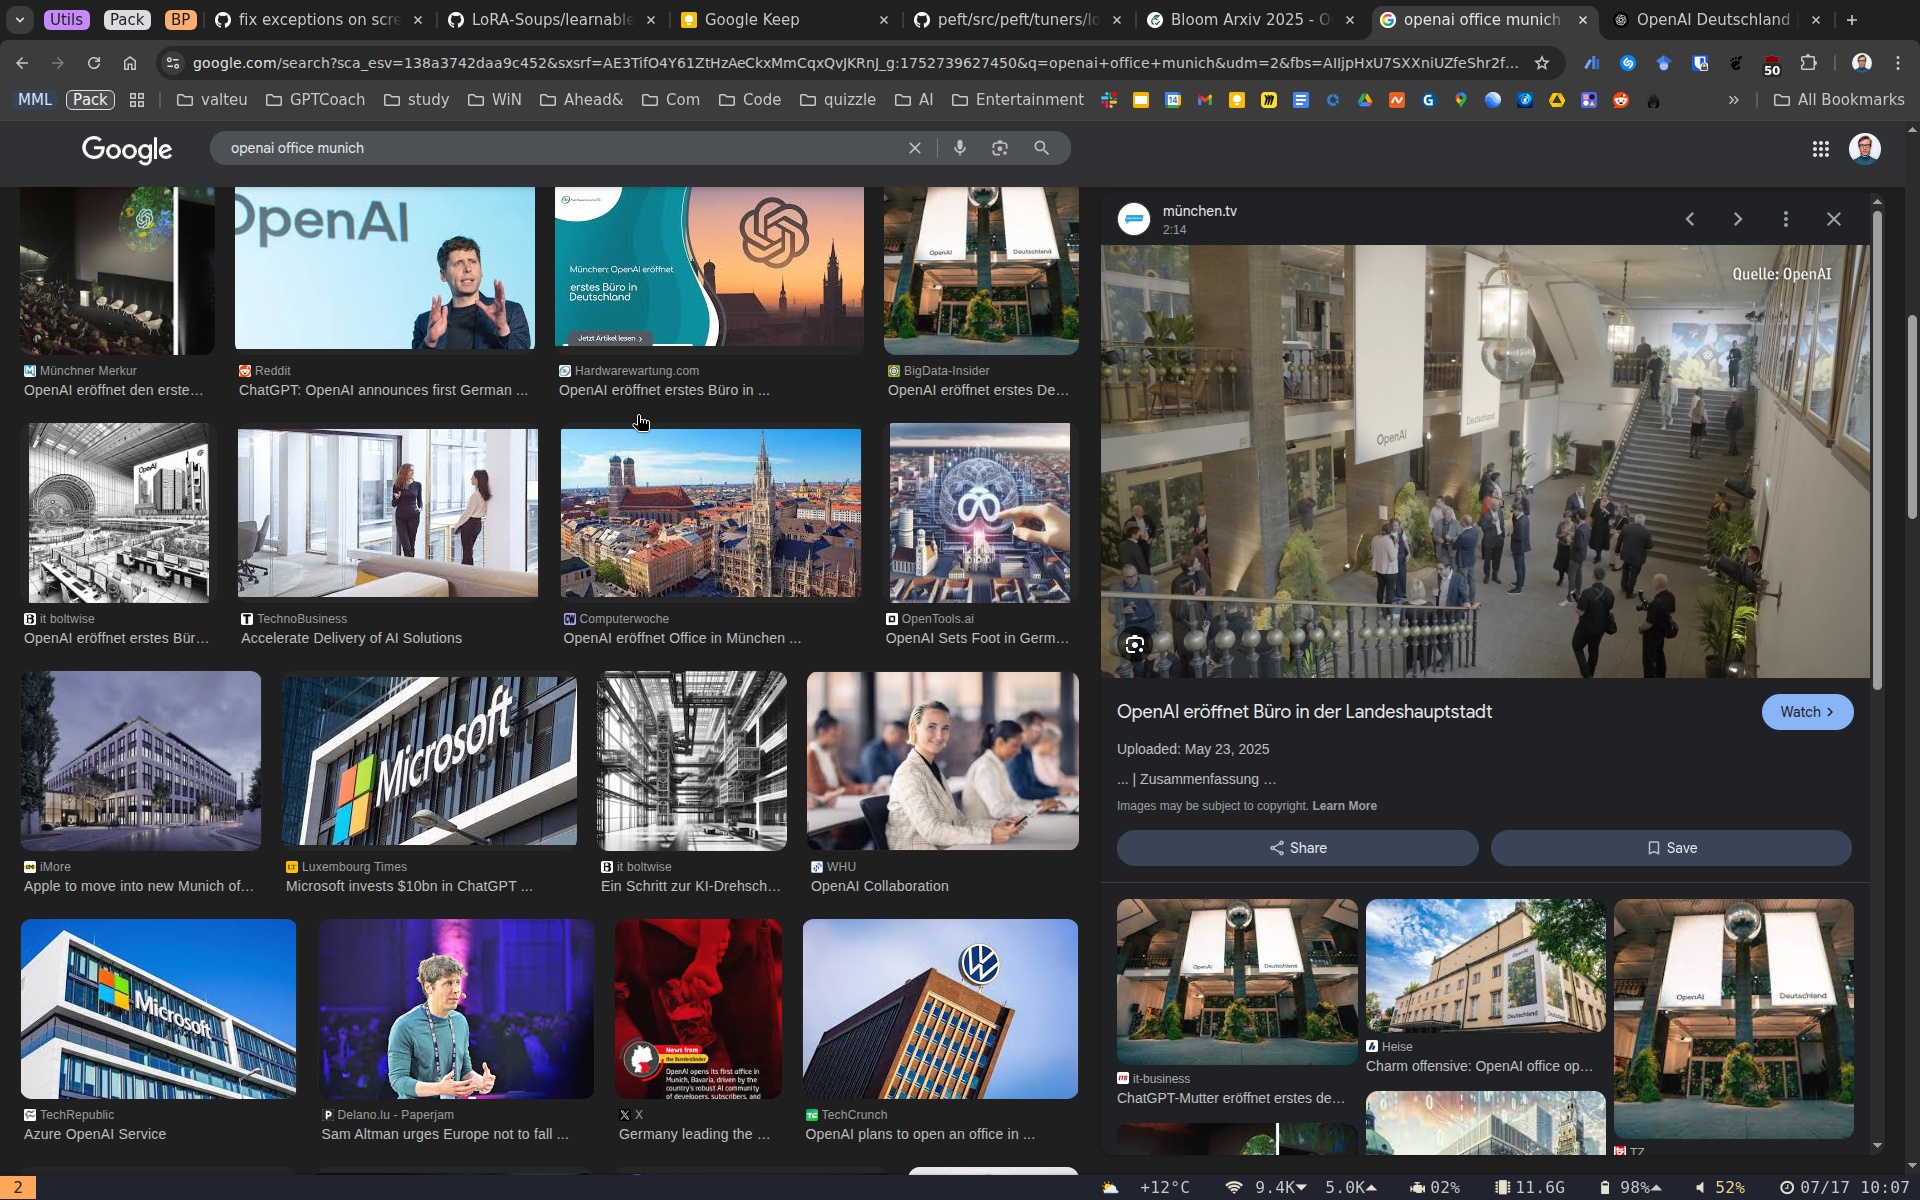 Utils
Pack
BP
fix exceptions on scre
LoRA-Soups/learnable
Google Keep
peft/src/peft/tuners/lo
Bloom Arxiv 2025 - O
openai office munich
OpenAI Deutschland
google.com/search?sca_esv=138a3742daa9c452&sxsrf=AE3TifO4Y61ZtHzAeCkxMmCqxQvJKRnJ_g:1752739627450&q=openai+office+munich&udm=2&fbs=AIIjpHxU7SXXniUZfeShr2f...
50
MML
Pack
valteu
GPTCoach
study
WiN
Ahead&
Com
Code
quizzle
AI
Entertainment
All Bookmarks
Google
openai office munich
OpenAI
München: OpenAI eröffnet
erstes Büro in
Deutschland
Jetzt Artikel lesen
OpenAI
Deutschland
Münchner Merkur
OpenAI eröffnet den erste...
Reddit
ChatGPT: OpenAI announces first German ...
Hardwarewartung.com
OpenAI eröffnet erstes Büro in ...
BigData-Insider
OpenAI eröffnet erstes De...
OpenAI
it boltwise
OpenAI eröffnet erstes Bür...
TechnoBusiness
Accelerate Delivery of AI Solutions
Computerwoche
OpenAI eröffnet Office in München ...
OpenTools.ai
OpenAI Sets Foot in Germ...
Microsoft
iMore
Apple to move into new Munich of...
Luxembourg Times
Microsoft invests $10bn in ChatGPT ...
it boltwise
Ein Schritt zur KI-Drehsch...
WHU
OpenAI Collaboration
Microsoft
News from
the Bundesländer
OpenAI opens its first office in
Munich, Bavaria, driven by the
country's robust AI community
of developers, subscribers, and
TechRepublic
Azure OpenAI Service
Delano.lu - Paperjam
Sam Altman urges Europe not to fall ...
X
Germany leading the ...
TechCrunch
OpenAI plans to open an office in ...
münchen.tv
2:14
Quelle: OpenAI
OpenAI
Deutschland
OpenAI eröffnet Büro in der Landeshauptstadt
Watch
Uploaded: May 23, 2025
... | Zusammenfassung ...
Images may be subject to copyright. Learn More
Share
Save
OpenAI
Deutschland
OpenAI
Deutschland
OpenAI
Deutschland
it-business
ChatGPT-Mutter eröffnet erstes de...
Heise
Charm offensive: OpenAI office op...
TZ
2
+12°C
9.4K
5.0K
02%
11.6G
98%
52%
07/17 10:07